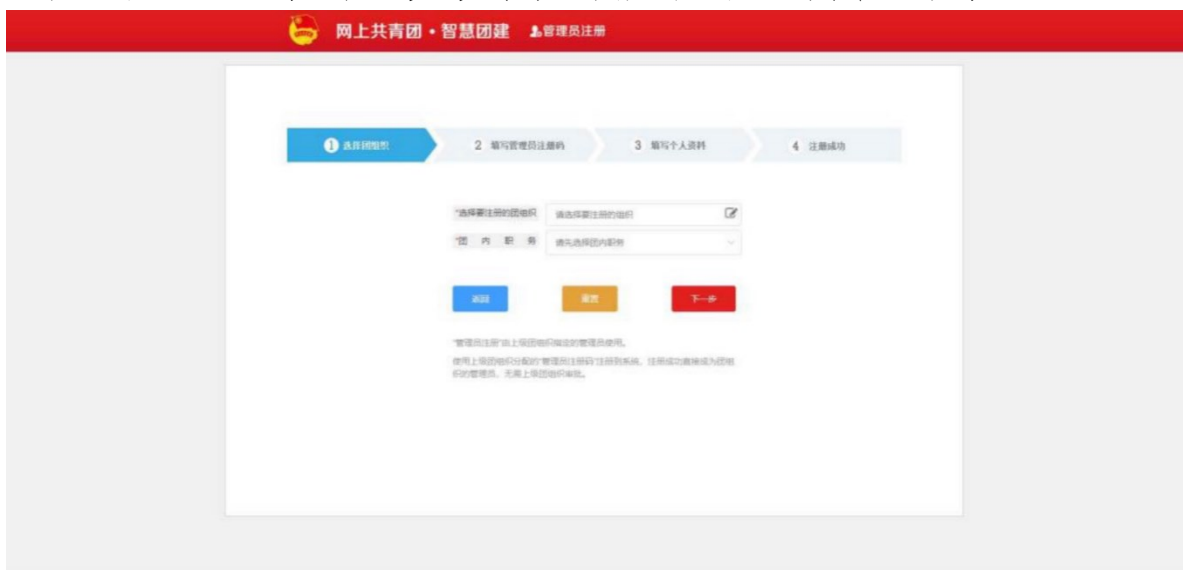 网上共青团·智慧团建 管理员注册
1 选择团组织
2 填写管理员注册码
3 填写个人资料
4 注册成功
*选择要注册的团组织 请选择要注册的组织
*团 内 职 务 请先选择团内职务
返回 重置 下一步
"管理员注册"由上级团组织指定的管理员使用。
使用上级团组织分配的"管理员注册码"注册到系统，注册成功直接成为团组
织的管理员，无需上级团组织审批。